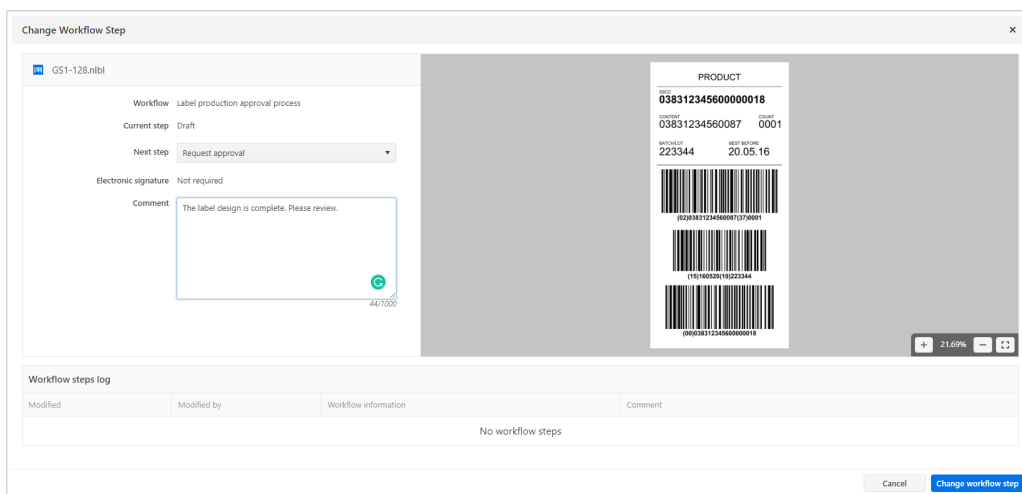 Change Workflow Step
×
GS1-128.nlbl
Workflow Label production approval process
Current step Draft
Next step Request approval
Electronic signature Not required
Comment The label design is complete. Please review.
44/1000
PRODUCT
SSCC
038312345600000018
CONTENT COUNT
03831234560087 0001
BATCH/LOT BEST BEFORE
223344 20.05.16
(02)03831234560087(37)0001
(15)160520(10)223344
(00)038312345600000018
+ 21.69% −
Workflow steps log
Modified Modified by Workflow information Comment
No workflow steps
Cancel Change workflow step